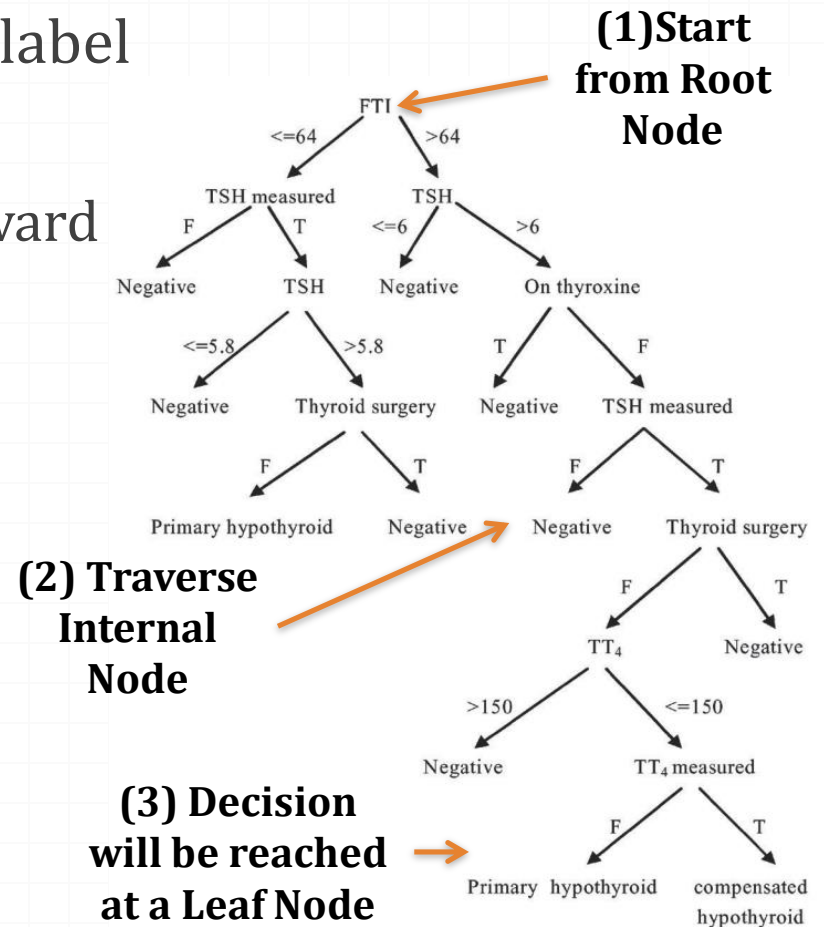 label
(1)Start
from Root
Node
FTI
<=64 >64
ward
TSH measured TSH
F T <=6 >6
Negative TSH Negative On thyroxine
<=5.8 >5.8 T F
Negative Thyroid surgery Negative TSH measured
F T F T
Primary hypothyroid Negative Negative Thyroid surgery
(2) Traverse
Internal
Node
F T
TT₄ Negative
>150 <=150
Negative TT₄ measured
(3) Decision
will be reached
at a Leaf Node
F T
Primary hypothyroid compensated
hypothyroid